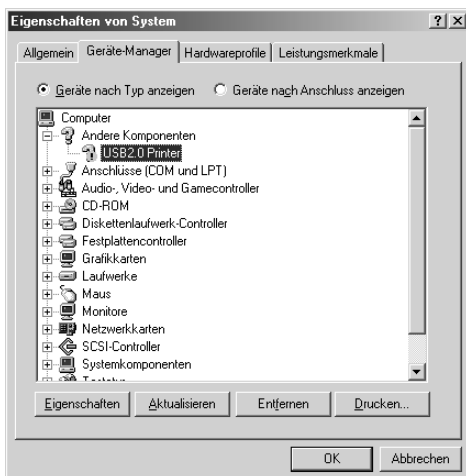 Eigenschaften von System
Allgemein Geräte-Manager Hardwareprofile Leistungsmerkmale
Geräte nach Typ anzeigen Geräte nach Anschluss anzeigen
Computer
Andere Komponenten
USB2.0 Printer
Anschlüsse (COM und LPT)
Audio-, Video- und Gamecontroller
CD-ROM
Diskettenlaufwerk-Controller
Festplattencontroller
Grafikkarten
Laufwerke
Maus
Monitore
Netzwerkkarten
SCSI-Controller
Systemkomponenten
Eigenschaften Aktualisieren Entfernen Drucken...
OK Abbrechen